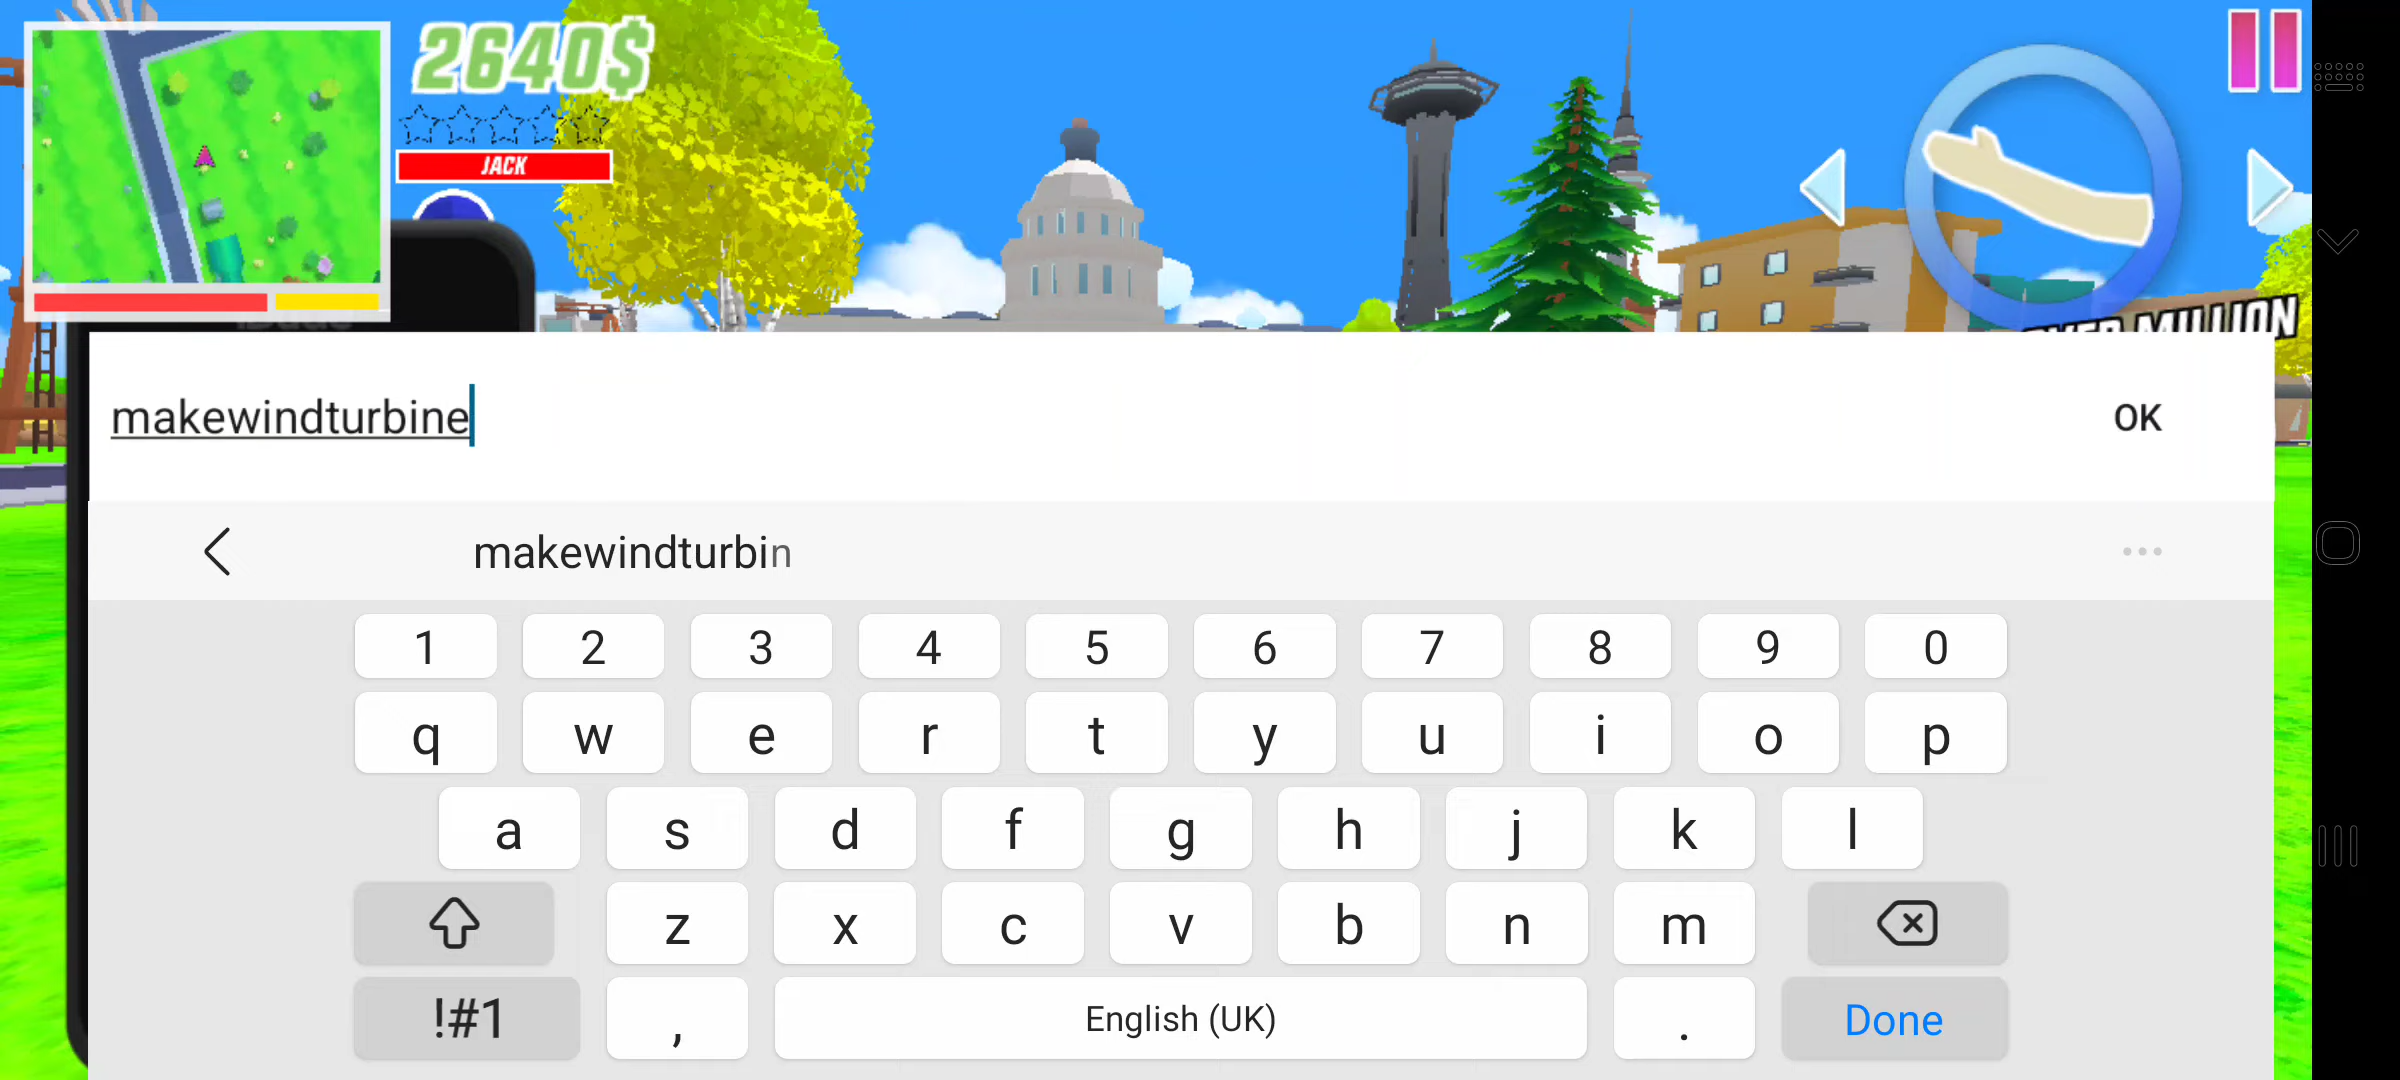 2640$
JACK
MILLION
makewindturbine
OK
makewindturbin
1 2 3 4 5 6 7 8 9 0
q w e r t y u i o p
a s d f g h j k l
z x c v b n m
!#1 , English (UK) . Done